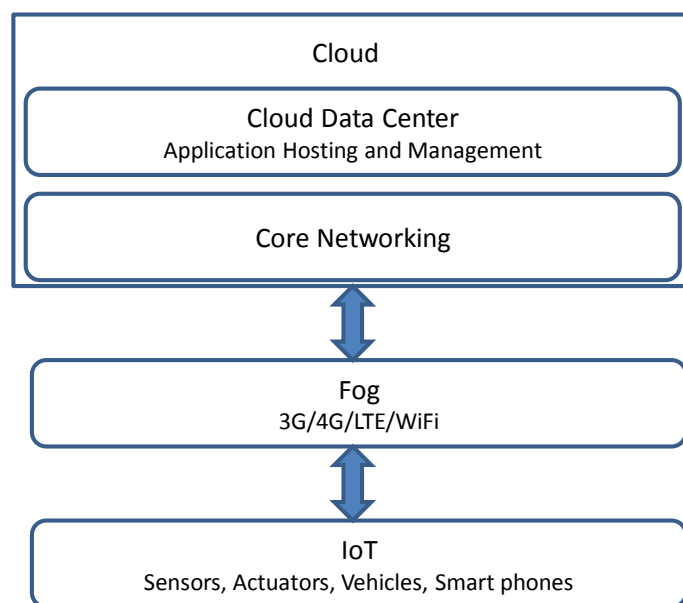 Cloud
Cloud Data Center
Application Hosting and Management
Core Networking
Fog
3G/4G/LTE/WiFi
IoT
Sensors, Actuators, Vehicles, Smart phones